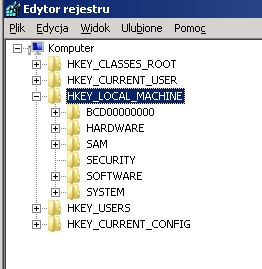 Edytor rejestru
Plik Edycja Widok Ulubione Pomoc
Komputer
HKEY_CLASSES_ROOT
HKEY_CURRENT_USER
HKEY_LOCAL_MACHINE
BCD00000000
HARDWARE
SAM
SECURITY
SOFTWARE
SYSTEM
HKEY_USERS
HKEY_CURRENT_CONFIG